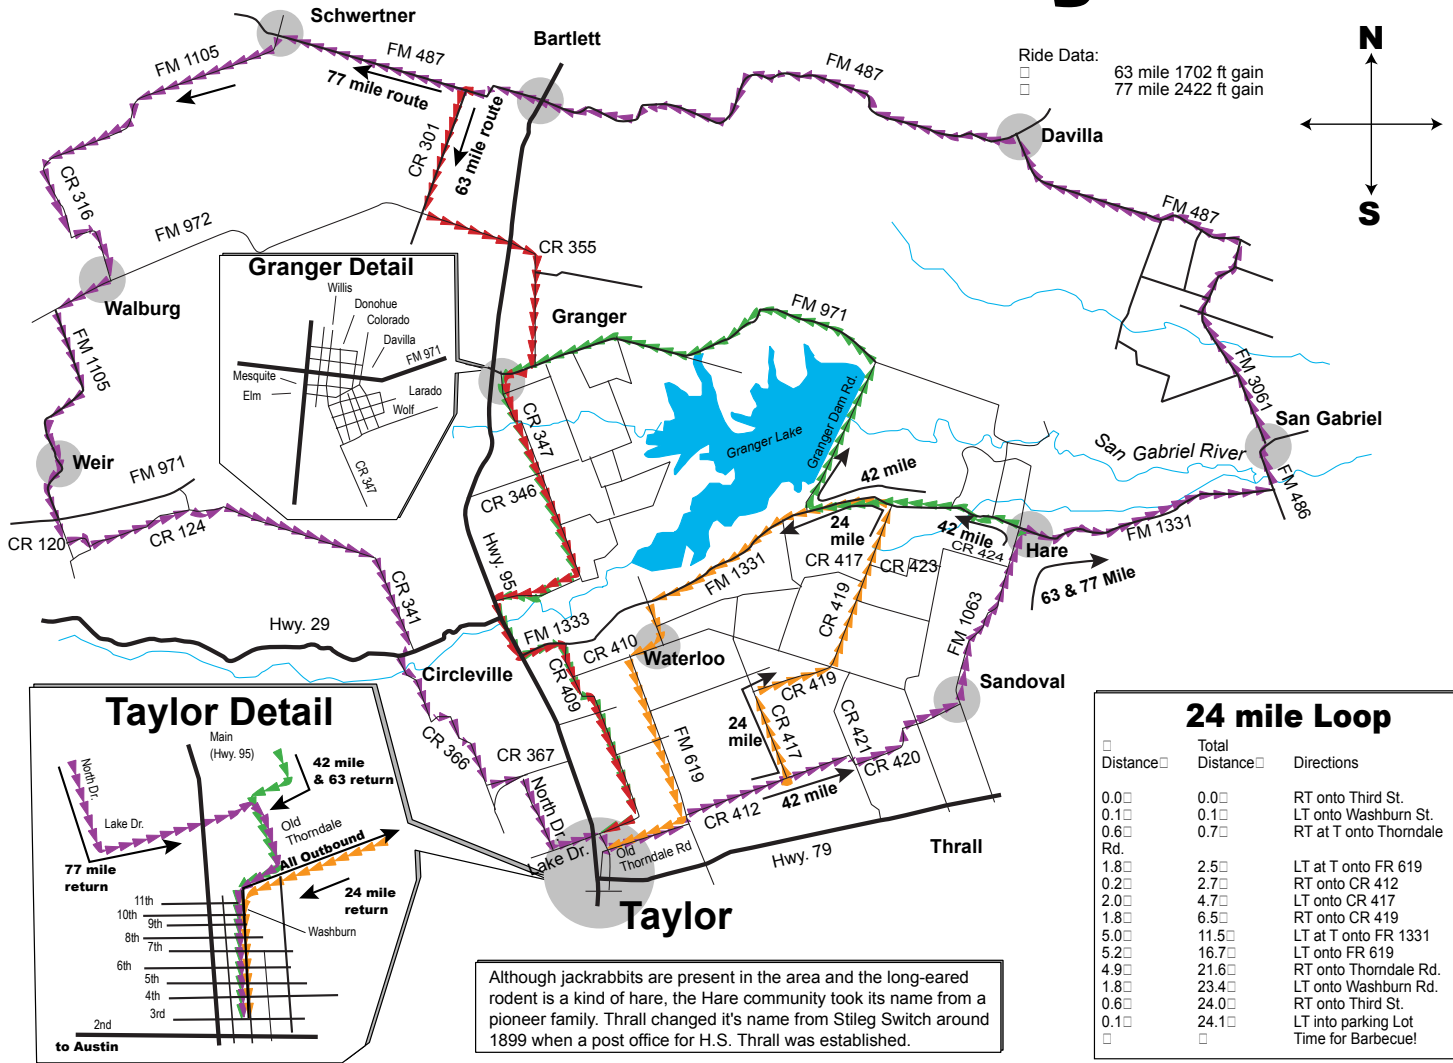 Schwertner
FM 1105
FM 487
Bartlett
77 mile route
CR 301
63 mile route
FM 487
Ride Data:
□ 63 mile 1702 ft gain
□ 77 mile 2422 ft gain
N
S
Davilla
FM 487
CR 316
FM 972
CR 355
Walburg
FM 1105
Granger Detail
Willis
Donohue
Colorado
Davilla
FM 971
Mesquite
Elm
Larado
Wolf
CR 347
Granger
FM 971
CR 347
Granger Lake
Granger Dam Rd.
FM 3061
San Gabriel
San Gabriel River
FM 486
Weir
FM 971
CR 120
CR 124
CR 346
42 mile
24
mile
42 mile
CR 424
Hare
FM 1331
63 & 77 Mile
CR 417
CR 423
FM 1331
Hwy. 95
CR 341
Hwy. 29
FM 1333
CR 410
CR 419
FM 1063
Waterloo
Circleville
CR 409
CR 419
Sandoval
CR 366
CR 367
24
mile
CR 417
CR 421
FM 619
CR 420
42 mile
North Dr.
CR 412
Lake Dr.
Old
Thorndale Rd
Hwy. 79
Thrall
Taylor
Taylor Detail
Main
(Hwy. 95)
North Dr.
42 mile
& 63 return
Lake Dr.
Old
Thorndale
All Outbound
77 mile
return
24 mile
return
11th
10th
9th
Washburn
8th
7th
6th
5th
4th
3rd
2nd
to Austin
Although jackrabbits are present in the area and the long-eared
rodent is a kind of hare, the Hare community took its name from a
pioneer family. Thrall changed it's name from Stileg Switch around
1899 when a post office for H.S. Thrall was established.
24 mile Loop
□ Total
Distance□ Distance□ Directions
0.0□ 0.0□ RT onto Third St.
0.1□ 0.1□ LT onto Washburn St.
0.6□ 0.7□ RT at T onto Thorndale
Rd.
1.8□ 2.5□ LT at T onto FR 619
0.2□ 2.7□ RT onto CR 412
2.0□ 4.7□ LT onto CR 417
1.8□ 6.5□ RT onto CR 419
5.0□ 11.5□ LT at T onto FR 1331
5.2□ 16.7□ LT onto FR 619
4.9□ 21.6□ RT onto Thorndale Rd.
1.8□ 23.4□ LT onto Washburn Rd.
0.6□ 24.0□ RT onto Third St.
0.1□ 24.1□ LT into parking Lot
□ □ Time for Barbecue!